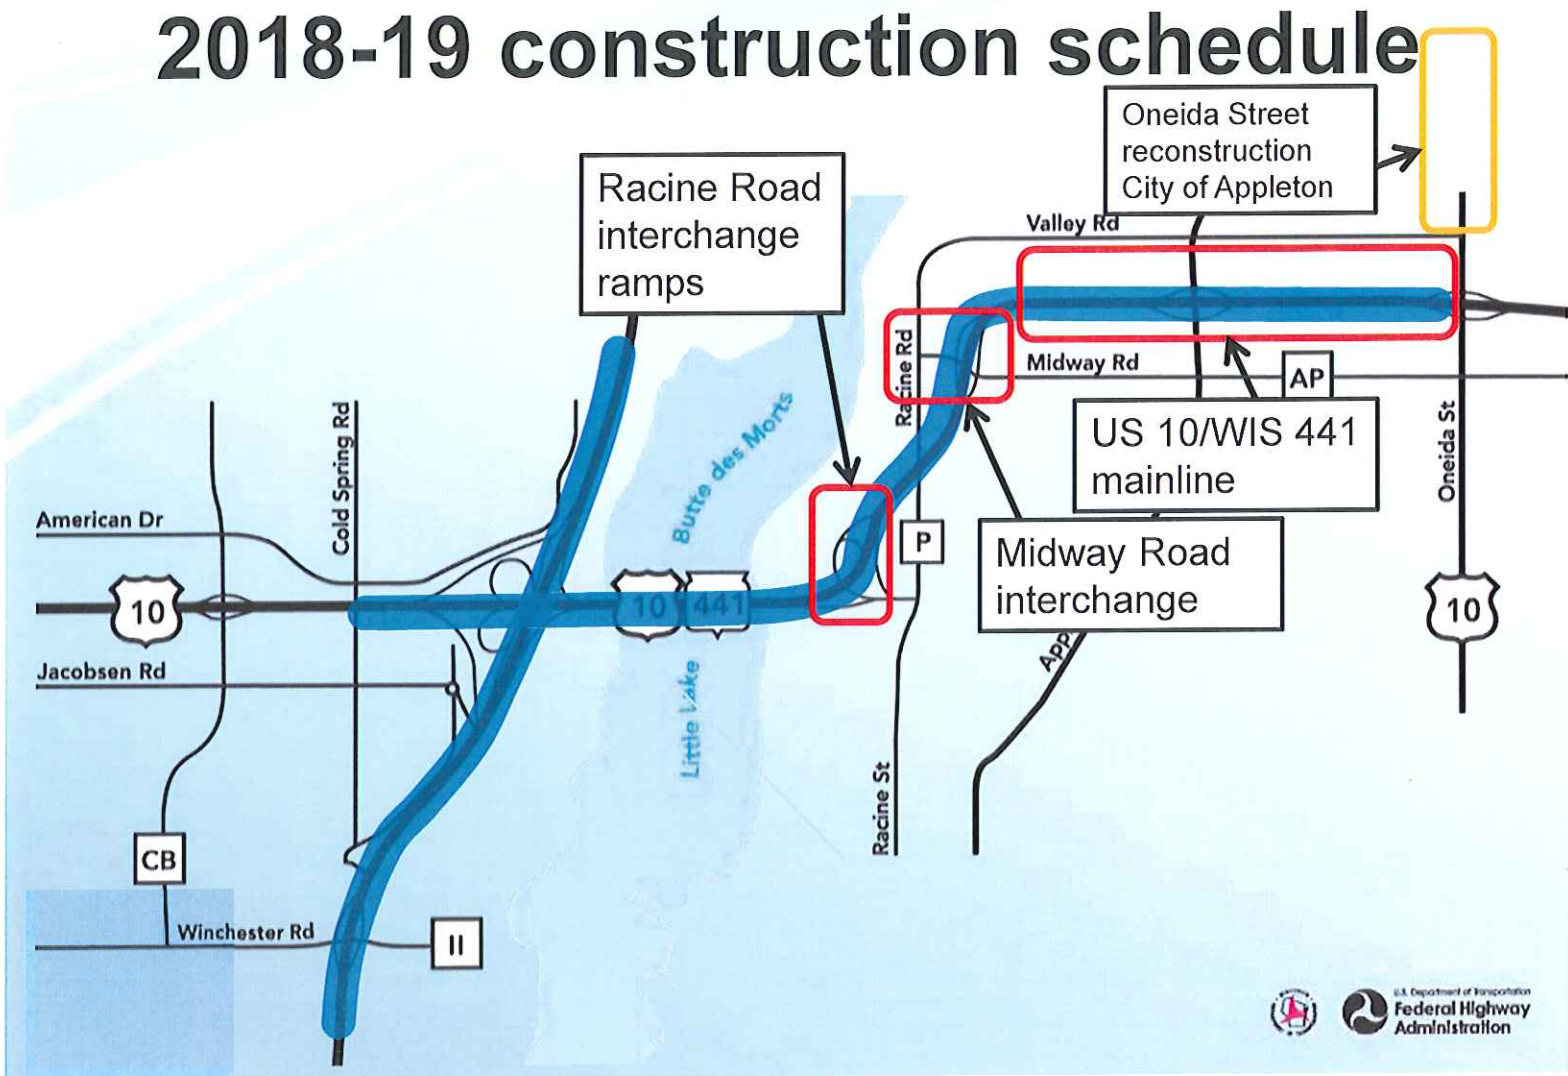 2018-19 construction schedule
Oneida Street
reconstruction
City of Appleton
Racine Road
interchange
ramps
Valley Rd
Racine Rd
Midway Rd
AP
US 10/WIS 441
mainline
Oneida St
Cold Spring Rd
Butte des Morts
American Dr
P
Midway Road
interchange
10
10
441
10
App
Jacobsen Rd
Little Lake
Racine St
CB
Winchester Rd
II
U.S. Department of Transportation
Federal Highway
Administration